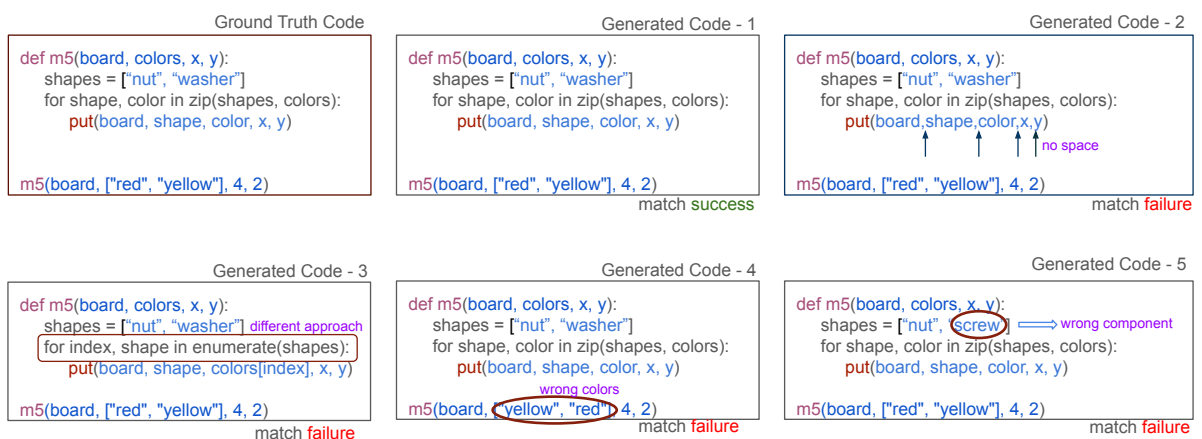 Ground Truth Code
def m5(board, colors, x, y):
shapes = [“nut”, “washer”]
for shape, color in zip(shapes, colors):
put(board, shape, color, x, y)
m5(board, ["red", "yellow"], 4, 2)
Generated Code - 1
def m5(board, colors, x, y):
shapes = [“nut”, “washer”]
for shape, color in zip(shapes, colors):
put(board, shape, color, x, y)
m5(board, ["red", "yellow"], 4, 2)
match success
Generated Code - 2
def m5(board, colors, x, y):
shapes = [“nut”, “washer”]
for shape, color in zip(shapes, colors):
put(board,shape,color,x,y)
no space
m5(board, ["red", "yellow"], 4, 2)
match failure
Generated Code - 3
def m5(board, colors, x, y):
shapes = [“nut”, “washer”] different approach
for index, shape in enumerate(shapes):
put(board, shape, colors[index], x, y)
m5(board, ["red", "yellow"], 4, 2)
match failure
Generated Code - 4
def m5(board, colors, x, y):
shapes = [“nut”, “washer”]
for shape, color in zip(shapes, colors):
put(board, shape, color, x, y)
wrong colors
m5(board, ["yellow", "red"], 4, 2)
match failure
Generated Code - 5
def m5(board, colors, x, y):
shapes = [“nut”, “screw”] wrong component
for shape, color in zip(shapes, colors):
put(board, shape, color, x, y)
m5(board, ["red", "yellow"], 4, 2)
match failure